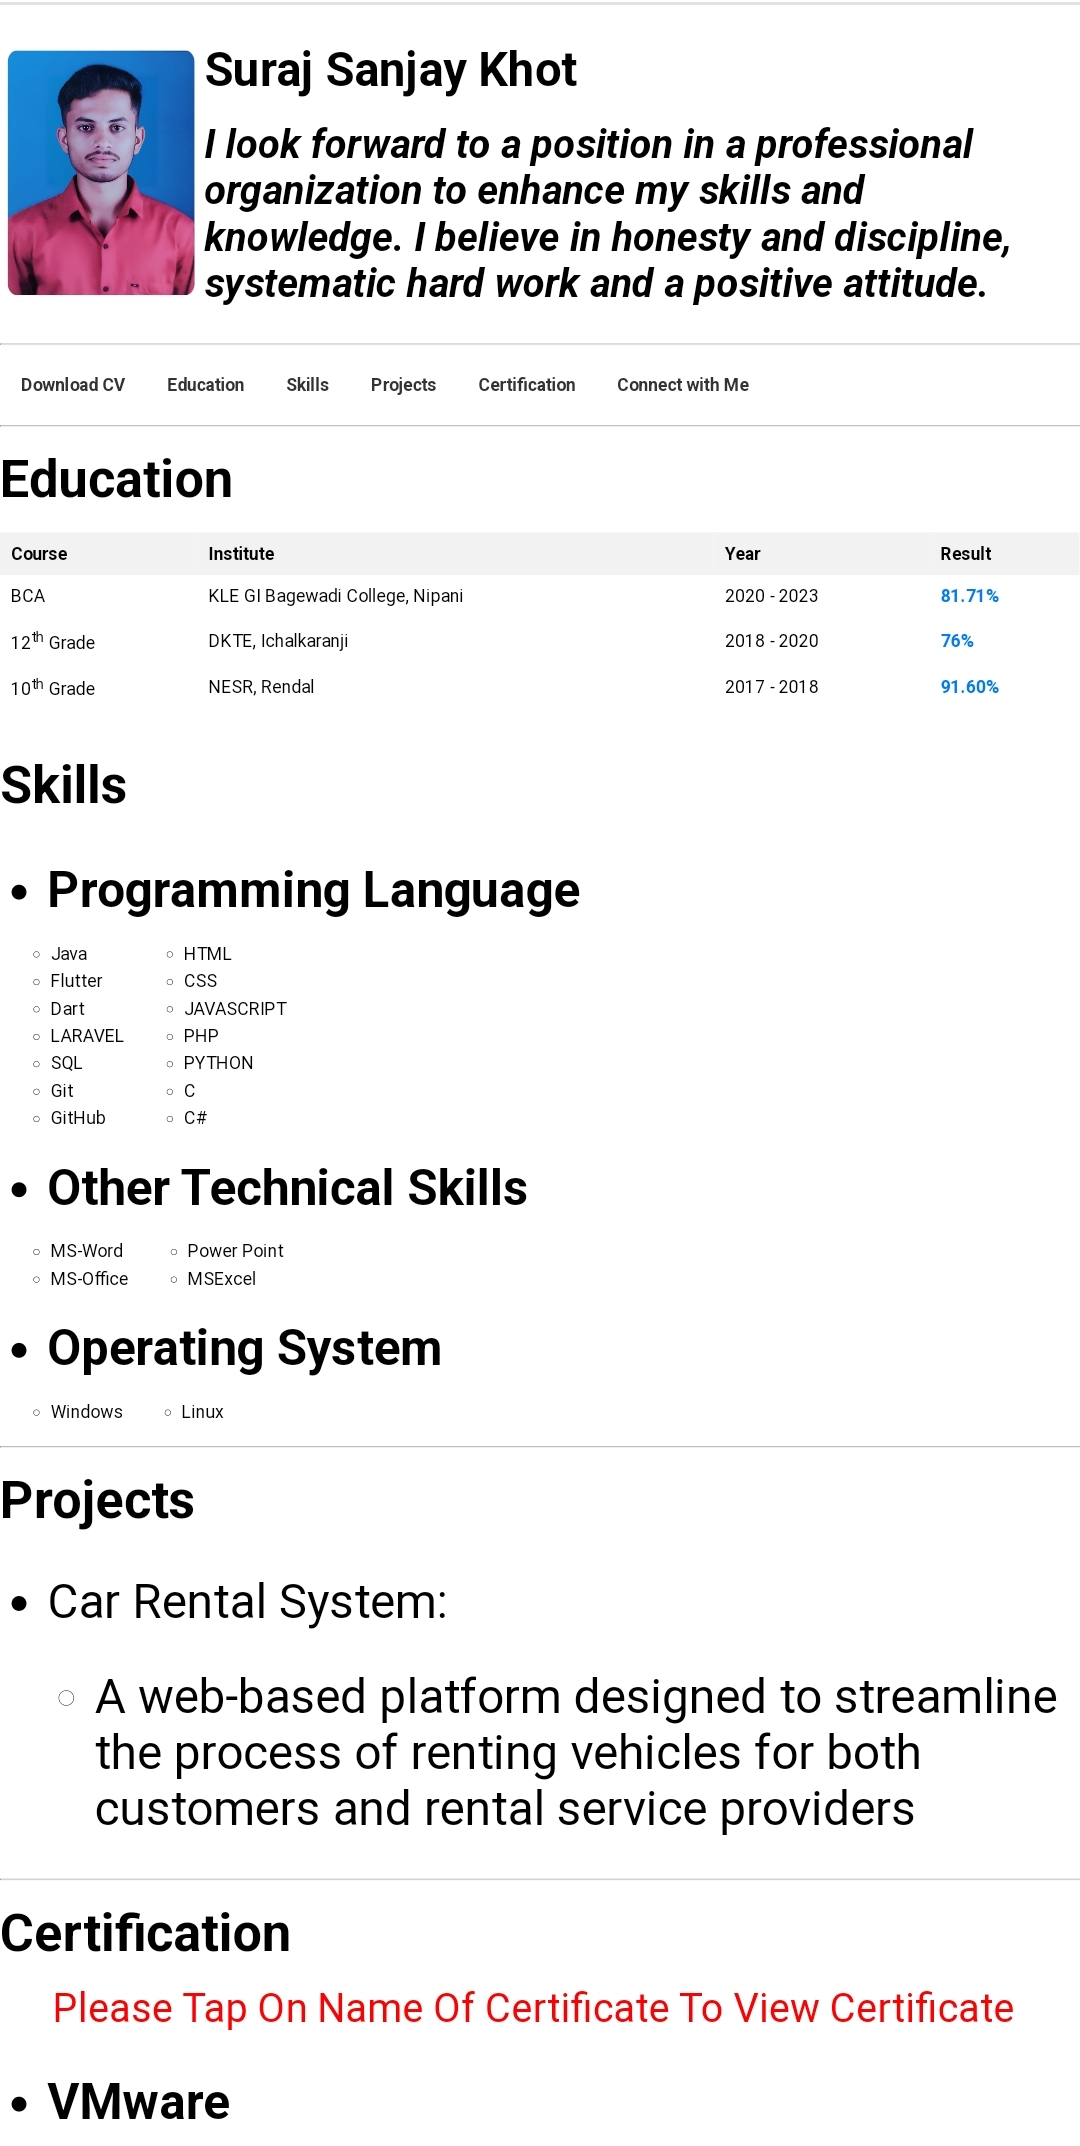 Suraj Sanjay Khot
I look forward to a position in a professional
organization to enhance my skills and
knowledge. I believe in honesty and discipline,
systematic hard work and a positive attitude.
Download CV Education Skills Projects Certification Connect with Me
Education
Course Institute Year Result
BCA KLE GI Bagewadi College, Nipani 2020 - 2023 81.71%
12th Grade DKTE, Ichalkaranji 2018 - 2020 76%
10th Grade NESR, Rendal 2017 - 2018 91.60%
Skills
• Programming Language
○ Java ○ HTML
○ Flutter ○ CSS
○ Dart ○ JAVASCRIPT
○ LARAVEL ○ PHP
○ SQL ○ PYTHON
○ Git ○ C
○ GitHub ○ C#
• Other Technical Skills
○ MS-Word ○ Power Point
○ MS-Office ○ MSExcel
• Operating System
○ Windows ○ Linux
Projects
• Car Rental System:
○ A web-based platform designed to streamline
the process of renting vehicles for both
customers and rental service providers
Certification
Please Tap On Name Of Certificate To View Certificate
• VMware